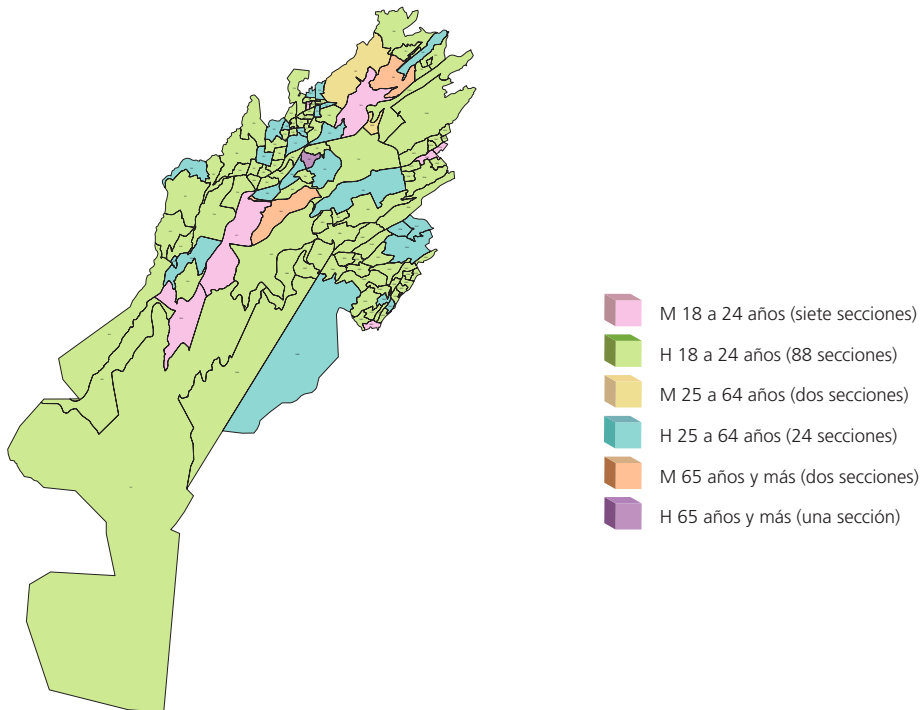 M 18 a 24 años (siete secciones)
H 18 a 24 años (88 secciones)
M 25 a 64 años (dos secciones)
H 25 a 64 años (24 secciones)
M 65 años y más (dos secciones)
H 65 años y más (una sección)